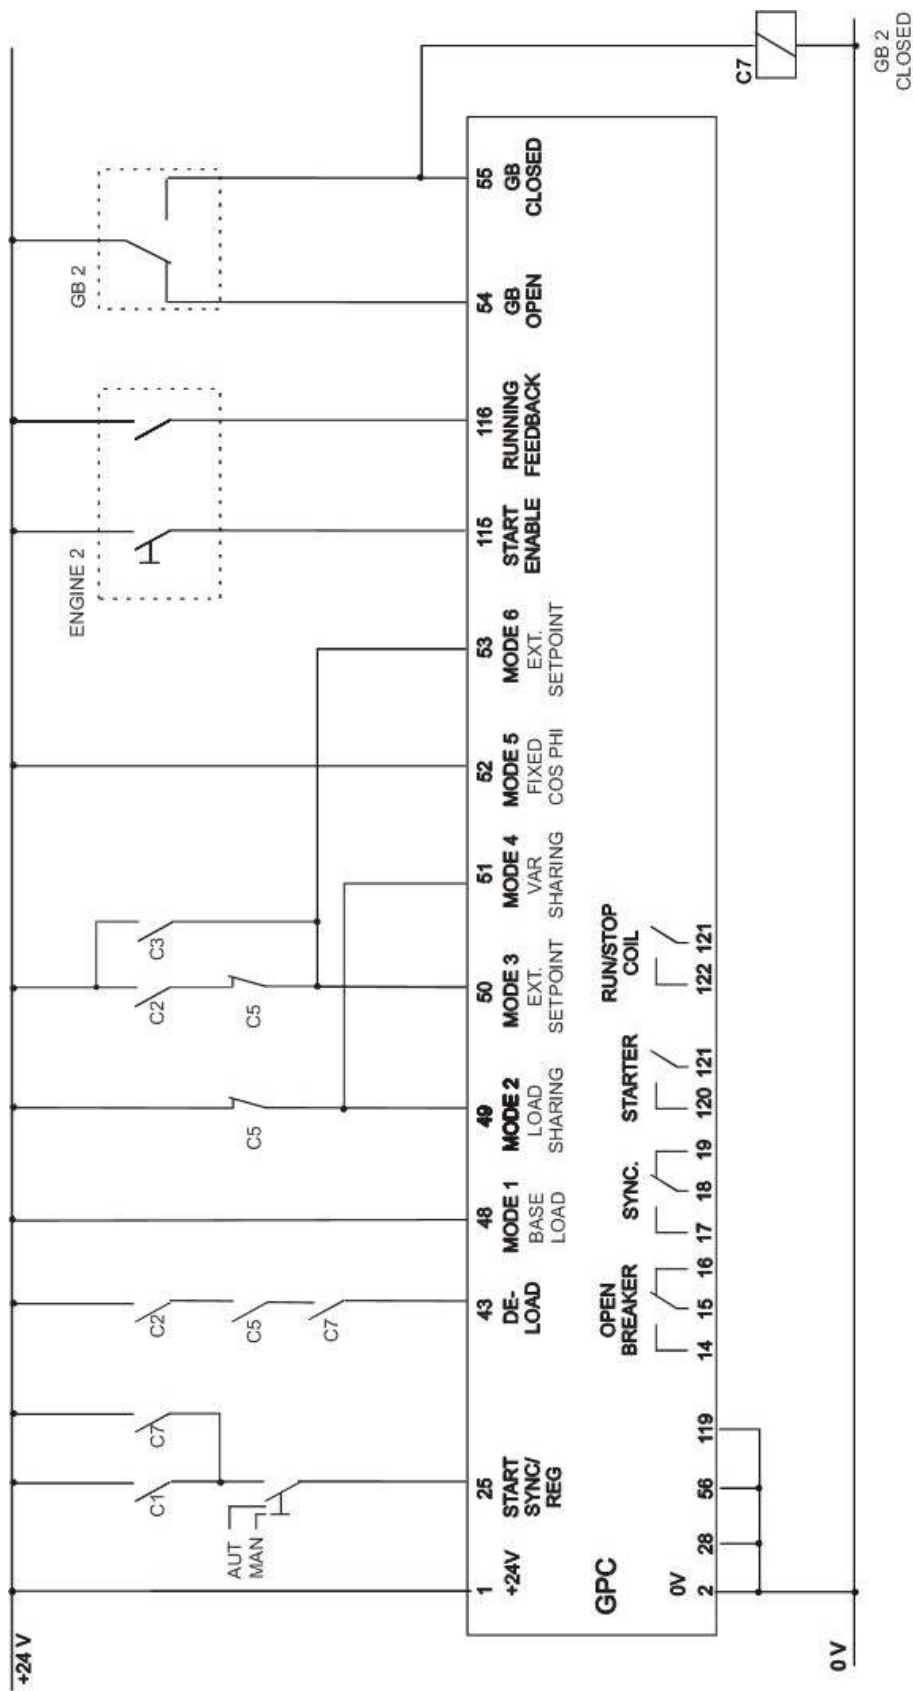 +24 V
AUT
MAN
C1
C7
C2
C5
C7
C5
C2
C5
C3
ENGINE 2
GB 2
1
+24V
25
START
SYNC/
REG
43
DE-
LOAD
48
MODE 1
BASE
LOAD
49
MODE 2
LOAD
SHARING
50
MODE 3
EXT.
SETPOINT
51
MODE 4
VAR
SHARING
52
MODE 5
FIXED
COS PHI
53
MODE 6
EXT.
SETPOINT
115
START
ENABLE
116
RUNNING
FEEDBACK
54
GB
OPEN
55
GB
CLOSED
GPC
OPEN
BREAKER
SYNC.
STARTER
RUN/STOP
COIL
0V
2
28
56
119
14
15
16
17
18
19
120
121
122
121
C7
0 V
GB 2
CLOSED